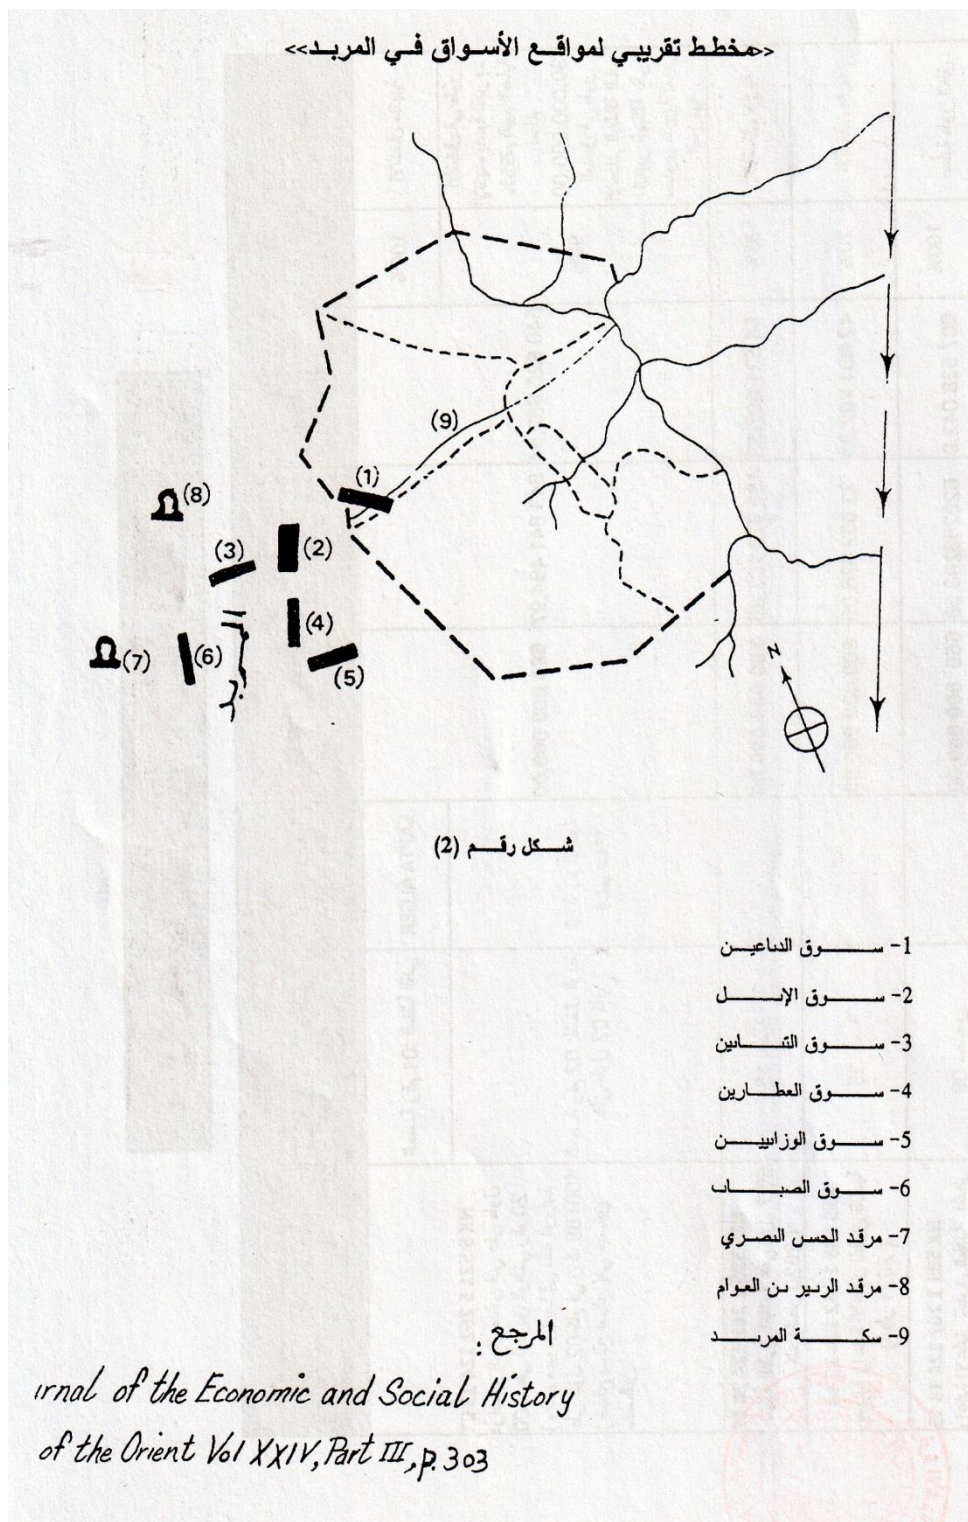 <<مخطط تقريبي لمواقع الأسواق في المربد>>
(9)
(1)
(8)
(2)
(3)
(4)
المربد
(7)
(6)
(5)
N
شكل رقم (2)
1- سوق الدباغين
2- سوق الإبل
3- سوق التبانين
4- سوق العطارين
5- سوق
6- سوق
7- مرقد الحسن البصري
8- مرقد الزبير بن العوام
9- سكة المربد
المرجع :
rnal of the Economic and Social History
of the Orient Vol XXIV, Part III, p. 303